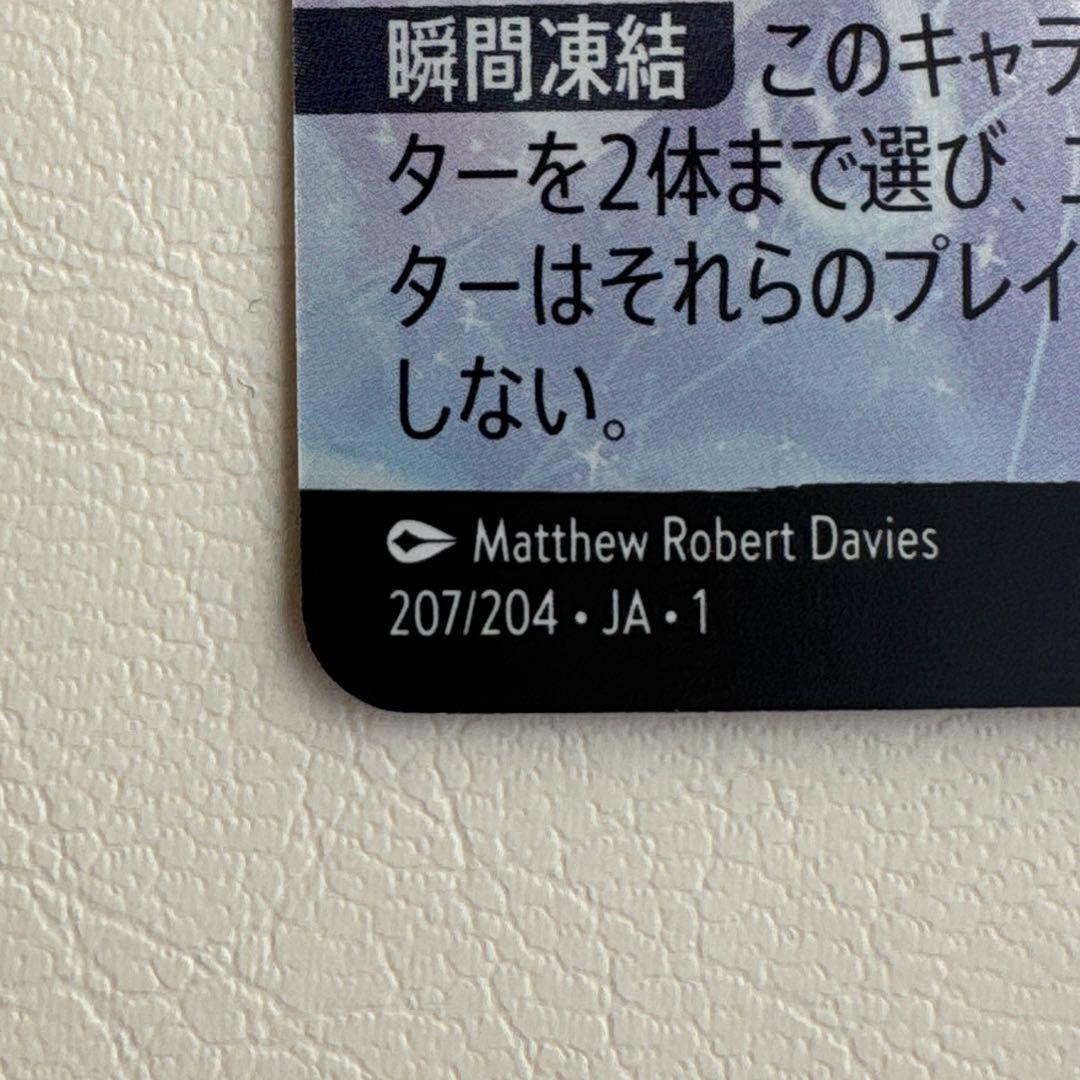 瞬間凍結 このキャラ
ターを2体まで選び、エ
ターはそれらのプレイ
しない。
Matthew Robert Davies
207/204 • JA • 1